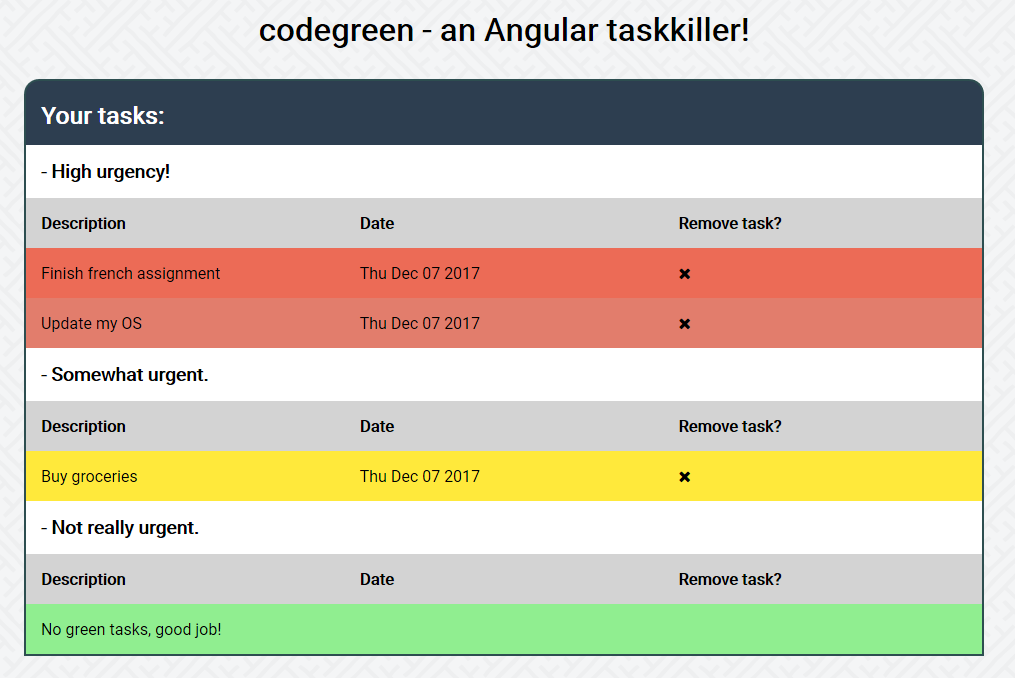 codegreen - an Angular taskkiller!
Your tasks:
- High urgency!
Description Date Remove task?
Finish french assignment Thu Dec 07 2017 ✖
Update my OS Thu Dec 07 2017 ✖
- Somewhat urgent.
Description Date Remove task?
Buy groceries Thu Dec 07 2017 ✖
- Not really urgent.
Description Date Remove task?
No green tasks, good job!